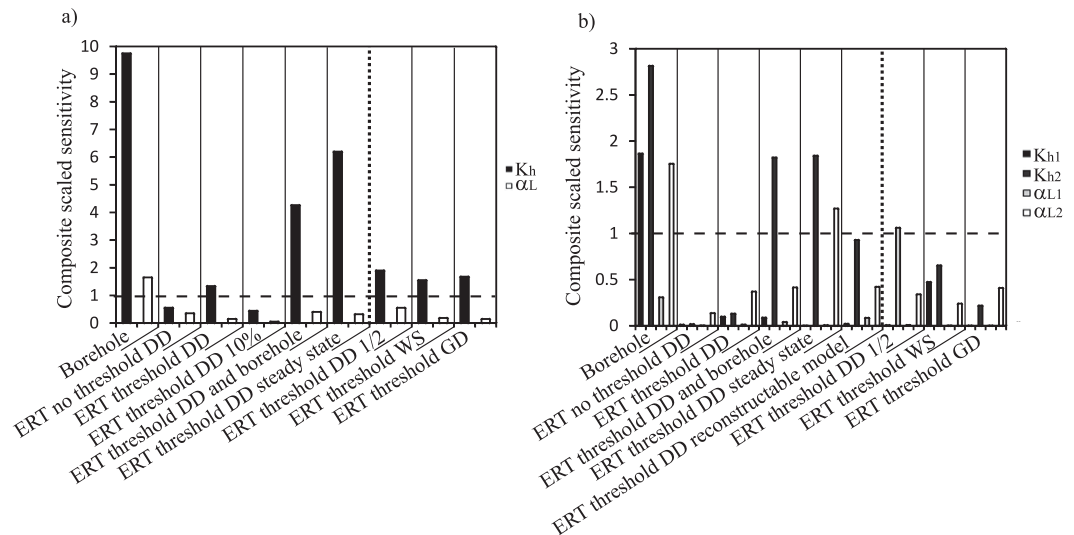 a)
Composite scaled sensitivity
10
9
8
7
6
5
4
3
2
1
0
Borehole
ERT no threshold DD
ERT threshold DD
ERT threshold DD 10%
ERT threshold DD and borehole
ERT threshold DD steady state
ERT threshold DD 1/2
ERT threshold WS
ERT threshold GD
Kh
αL
b)
Composite scaled sensitivity
3
2.5
2
1.5
1
0.5
0
Borehole
ERT no threshold DD
ERT threshold DD
ERT threshold DD and borehole
ERT threshold DD steady state
ERT threshold DD reconstructable model
ERT threshold DD 1/2
ERT threshold WS
ERT threshold GD
Kh1
Kh2
αL1
αL2